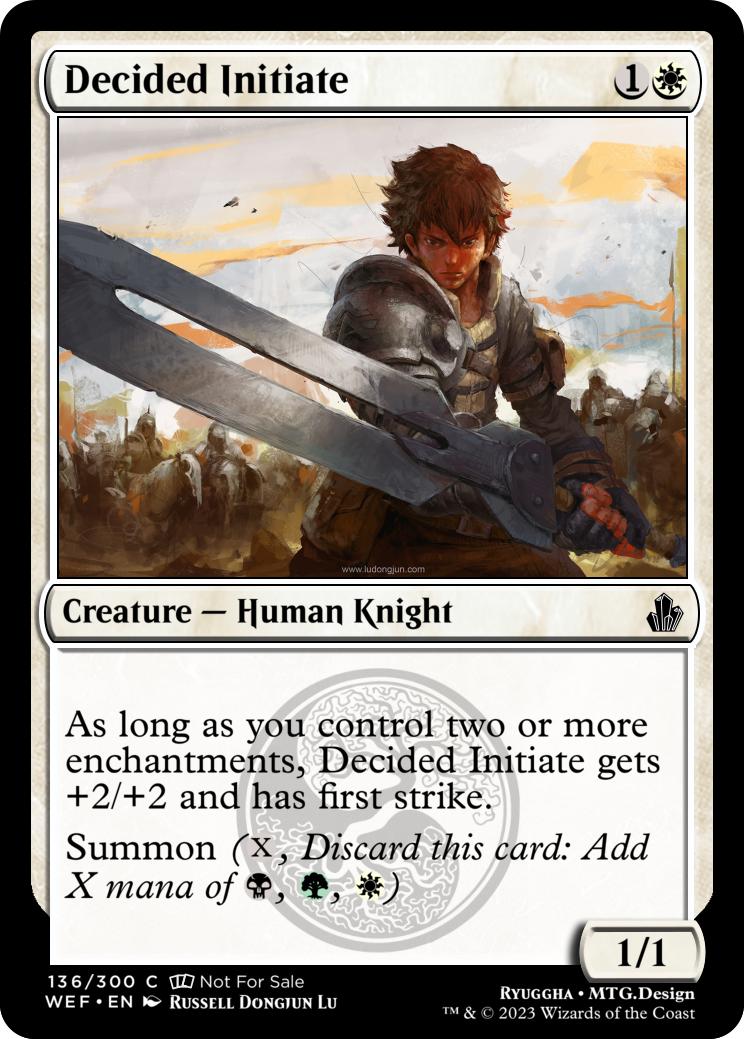 Decided Initiate 1
www.ludongjun.com
Creature — Human Knight
As long as you control two or more
enchantments, Decided Initiate gets
+2/+2 and has first strike.
Summon (X, Discard this card: Add
X mana of , , )
1/1
136/300 C Not For Sale
WEF • EN Russell Dongjun Lu
Ryuggha • MTG.Design
™ & © 2023 Wizards of the Coast